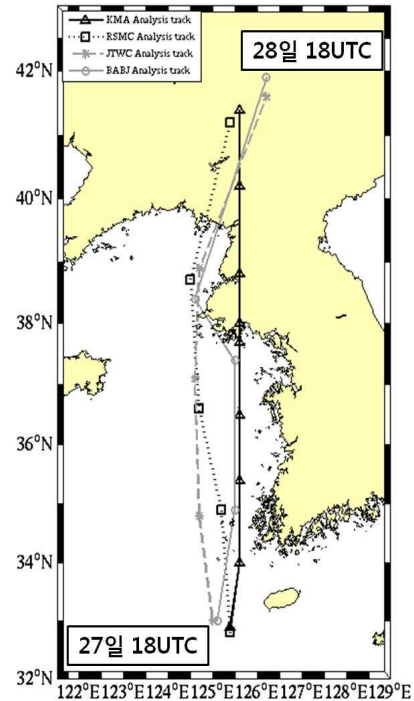 KMA Analysis track
RSMC Analysis track
JTWC Analysis track
BABJ Analysis track
28일 18UTC
42°N
40°N
38°N
36°N
34°N
27일 18UTC
32°N
122°E123°E124°E125°E126°E127°E128°E129°E